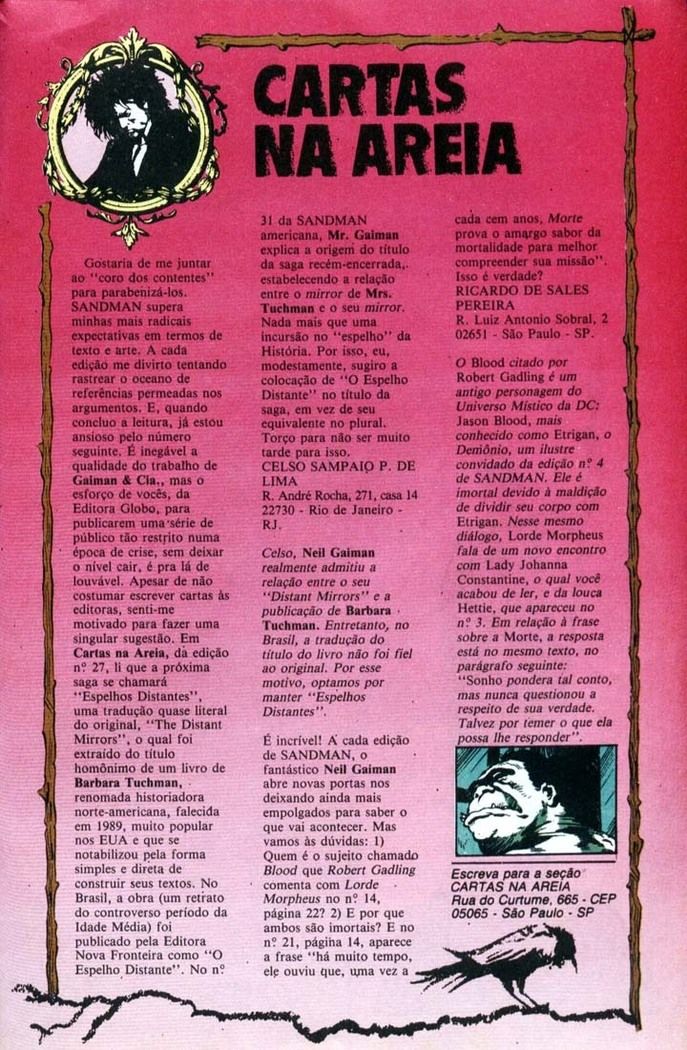 CARTAS
NA AREIA
Gostaria de me juntar
ao "coro dos contentes"
para parabenizá-los.
SANDMAN supera
minhas mais radicais
expectativas em termos de
texto e arte. A cada
edição me divirto tentando
rastrear o oceano de
referências permeadas nos
argumentos. E, quando
concluo a leitura, já estou
ansioso pelo número
seguinte. É inegável a
qualidade do trabalho de
Gaiman & Cia., mas o
esforço de vocês, da
Editora Globo, para
publicarem uma série de
público tão restrito numa
época de crise, sem deixar
o nível cair, é pra lá de
louvável. Apesar de não
costumar escrever cartas às
editoras, senti-me
motivado para fazer uma
singular sugestão. Em
Cartas na Areia, da edição
nº 27, li que a próxima
saga se chamará
"Espelhos Distantes",
uma tradução quase literal
do original, "The Distant
Mirrors", o qual foi
extraído do título
homônimo de um livro de
Barbara Tuchman,
renomada historiadora
norte-americana, falecida
em 1989, muito popular
nos EUA e que se
notabilizou pela forma
simples e direta de
construir seus textos. No
Brasil, a obra (um retrato
do controverso período da
Idade Média) foi
publicado pela Editora
Nova Fronteira como "O
Espelho Distante". No nº
31 da SANDMAN
americana, Mr. Gaiman
explica a origem do título
da saga recém-encerrada,
estabelecendo a relação
entre o mirror de Mrs.
Tuchman e o seu mirror.
Nada mais que uma
incursão no "espelho" da
História. Por isso, eu,
modestamente, sugiro a
colocação de "O Espelho
Distante" no título da
saga, em vez de seu
equivalente no plural.
Torço para não ser muito
tarde para isso.
CELSO SAMPAIO P. DE
LIMA
R. André Rocha, 271, casa 14
22730 - Rio de Janeiro -
RJ.
Celso, Neil Gaiman
realmente admitiu a
relação entre o seu
"Distant Mirrors" e a
publicação de Barbara
Tuchman. Entretanto, no
Brasil, a tradução do
título do livro não foi fiel
ao original. Por esse
motivo, optamos por
manter "Espelhos
Distantes".
É incrível! A cada edição
de SANDMAN, o
fantástico Neil Gaiman
abre novas portas nos
deixando ainda mais
empolgados para saber o
que vai acontecer. Mas
vamos às dúvidas: 1)
Quem é o sujeito chamado
Blood que Robert Gadling
comenta com Lorde
Morpheus no nº 14,
página 22? 2) E por que
ambos são imortais? E no
nº 21, página 14, aparece
a frase "há muito tempo,
ele ouviu que, uma vez a
cada cem anos, Morte
prova o amargo sabor da
mortalidade para melhor
compreender sua missão".
Isso é verdade?
RICARDO DE SALES
PEREIRA
R. Luiz Antonio Sobral, 2
02651 - São Paulo - SP.
O Blood citado por
Robert Gadling é um
antigo personagem do
Universo Místico da DC:
Jason Blood, mais
conhecido como Etrigan, o
Demônio, um ilustre
convidado da edição nº 4
de SANDMAN. Ele é
imortal devido à maldição
de dividir seu corpo com
Etrigan. Nesse mesmo
diálogo, Lorde Morpheus
fala de um novo encontro
com Lady Johanna
Constantine, o qual você
acabou de ler, e da louca
Hettie, que apareceu no
nº 3. Em relação à frase
sobre a Morte, a resposta
está no mesmo texto, no
parágrafo seguinte:
"Sonho pondera tal conto,
mas nunca questionou a
respeito de sua verdade.
Talvez por temer o que ela
possa lhe responder".
Escreva para a seção
CARTAS NA AREIA
Rua do Curtume, 665 - CEP
05065 - São Paulo - SP